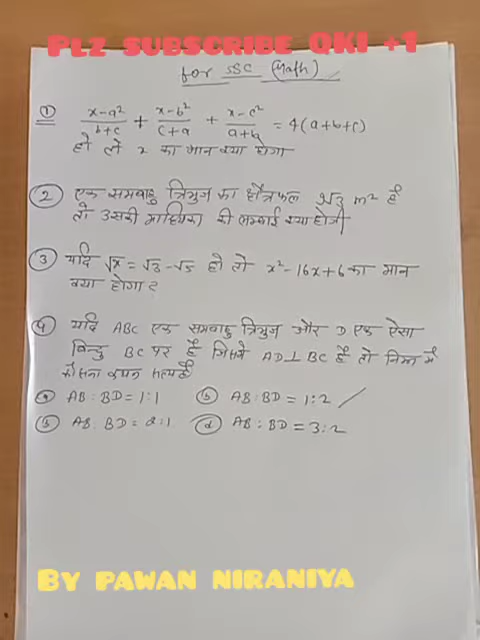 Plz subscribe QKI +1
For SSC (Math)
① x-a²/b+c + x-b²/c+a + x-c²/a+b = 4(a+b+c)
हो तो x का मान क्या होगा
② एक समबाहु त्रिभुज का क्षेत्रफल 9√3 m² है
तो उसकी माध्यिका की लम्बाई क्या होगी
③ यदि √x = √3 - √5 हो तो x² - 16x + 6 का मान
क्या होगा ?
④ यदि ABC एक समबाहु त्रिभुज और D एक ऐसा
बिन्दु BC पर है जिसमे AD⊥BC है तो निम्न में
कौनसा कथन सत्य है
ⓐ AB:BD = 1:1 ⓑ AB:BD = 1:2
ⓑ AB:BD = 2:1 ⓓ AB:BD = 3:2
By pawan niraniya